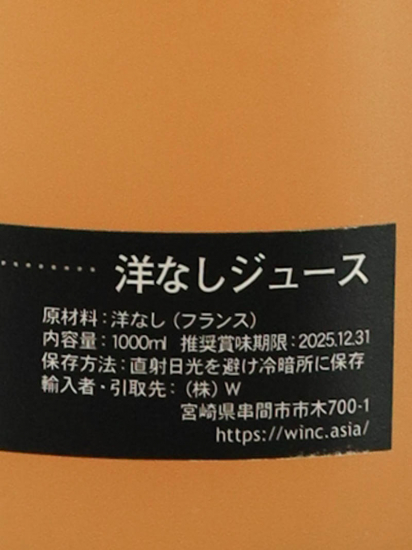 洋なしジュース
原材料：洋なし（フランス）
内容量：1000ml 推奨賞味期限：2025.12.31
保存方法：直射日光を避け冷暗所に保存
輸入者・引取先：（株）W
宮崎県串間市市木700-1
https://winc.asia/